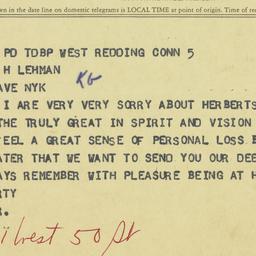 wn in the date line on domestic telegrams is LOCAL TIME at point of origin. Time of re
PD TDBP WEST REDDING CONN 5
H LEHMAN
AVE NYK
KG
I ARE VERY VERY SORRY ABOUT HERBERTS
THE TRULY GREAT IN SPIRIT AND VISION
FEEL A GREAT SENSE OF PERSONAL LOSS B
ATER THAT WE WANT TO SEND YOU OUR DEE
AYS REMEMBER WITH PLEASURE BEING AT H
RTY
R.
West 50 St